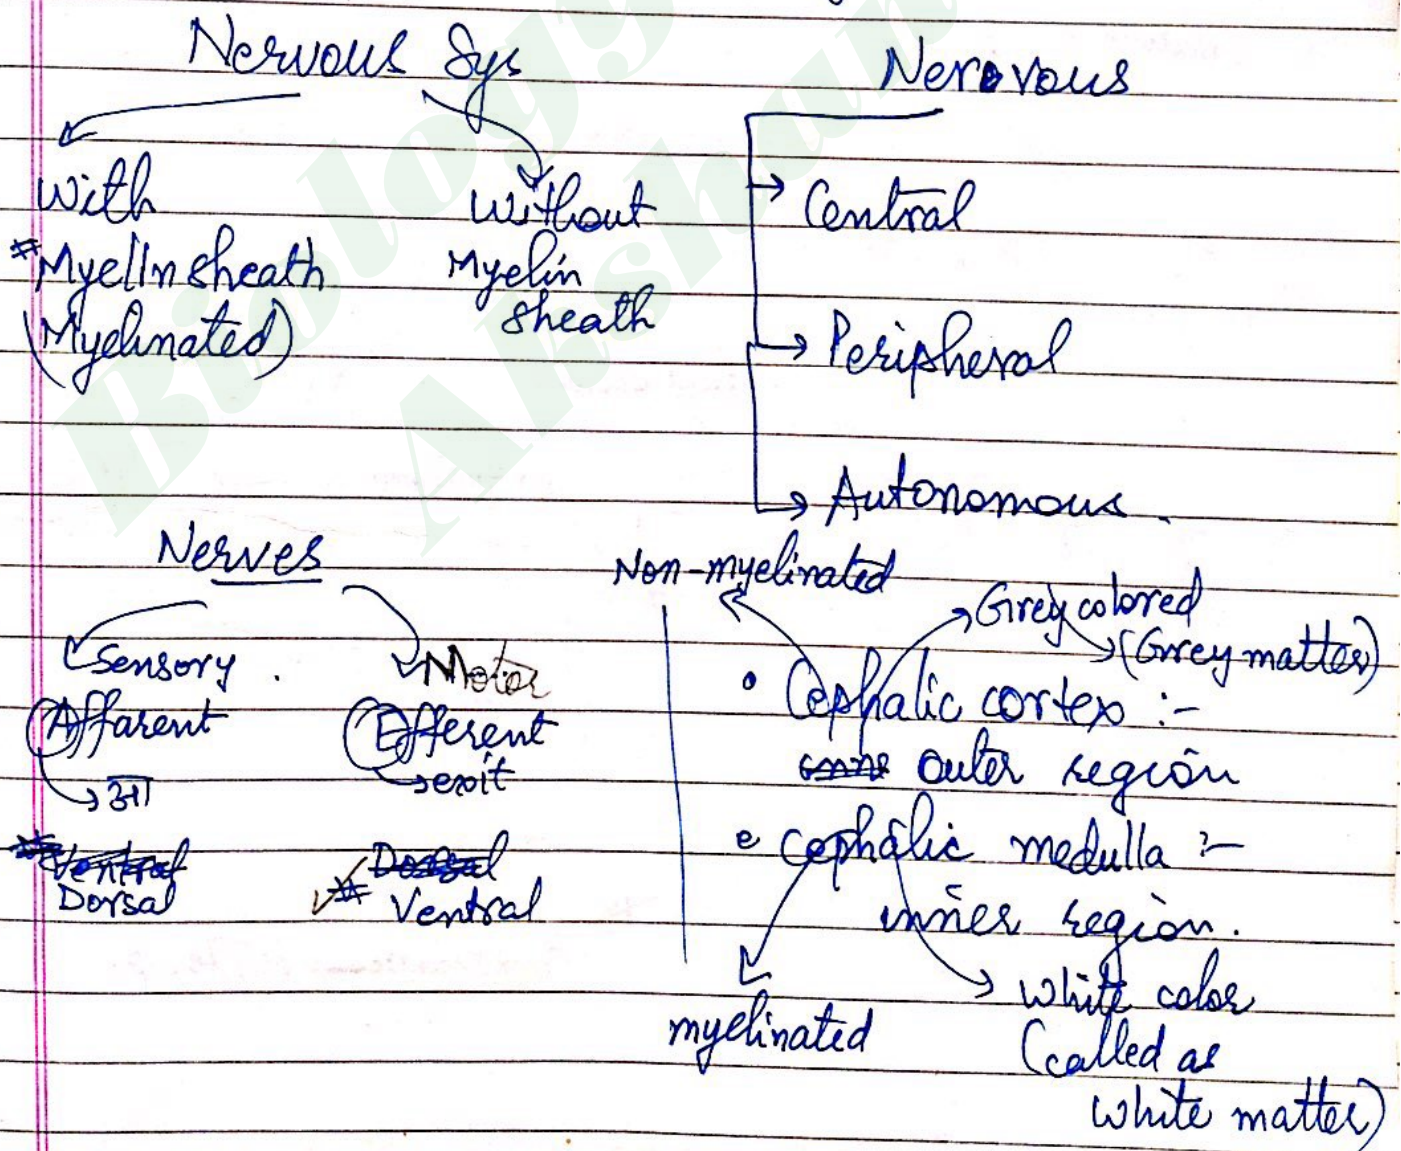 Nervous Sys
With
*Myelin sheath
(Myelinated)
Without
Myelin
sheath
Nervous
Central
Peripheral
Autonomous.
Nerves
Sensory.
Affarent
→ आ
Ventral
Dorsal
Motor
Efferent
→exit
Dorsal
Ventral
Non-myelinated
Grey colored
(Grey matter)
• Cephalic cortex :-
outer region
• Cephalic medulla :-
inner region.
myelinated
White color
(called as
white matter)
Biology